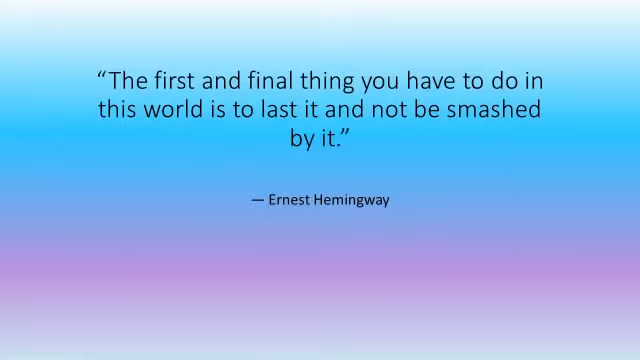 “The first and final thing you have to do in
this world is to last it and not be smashed
by it.”
— Ernest Hemingway